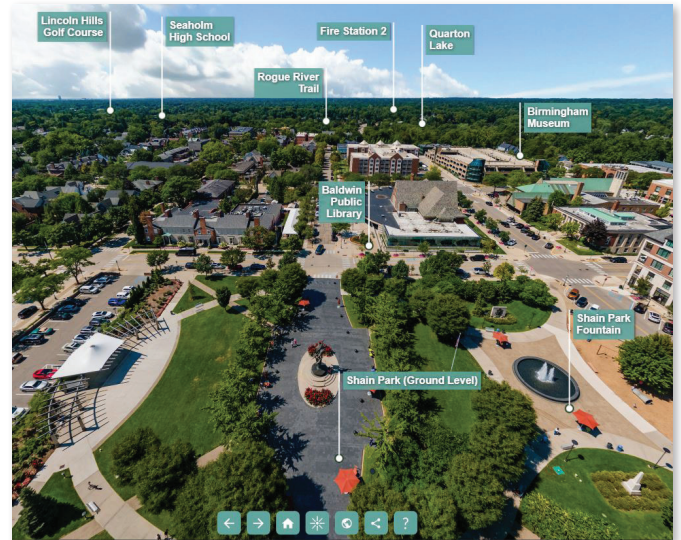 Lincoln Hills
Golf Course
Seaholm
High School
Fire Station 2
Quarton
Lake
Rogue River
Trail
Birmingham
Museum
Baldwin
Public
Library
Shain Park
Fountain
Shain Park (Ground Level)
?